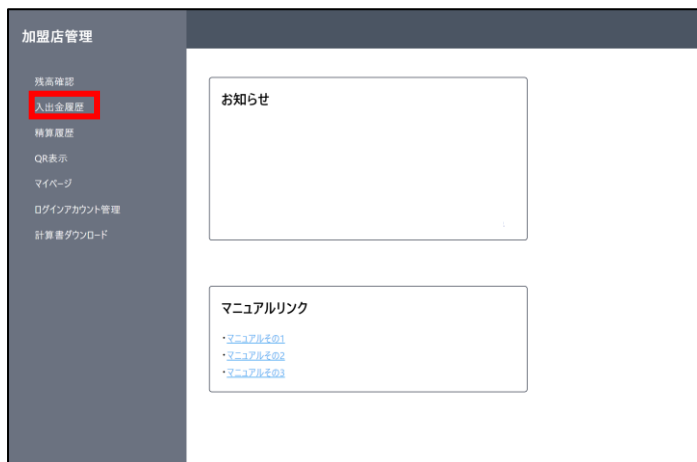 加盟店管理
残高確認
入出金履歴
精算履歴
QR表示
マイページ
ログインアカウント管理
計算書ダウンロード
お知らせ
マニュアルリンク
・マニュアルその1
・マニュアルその2
・マニュアルその3